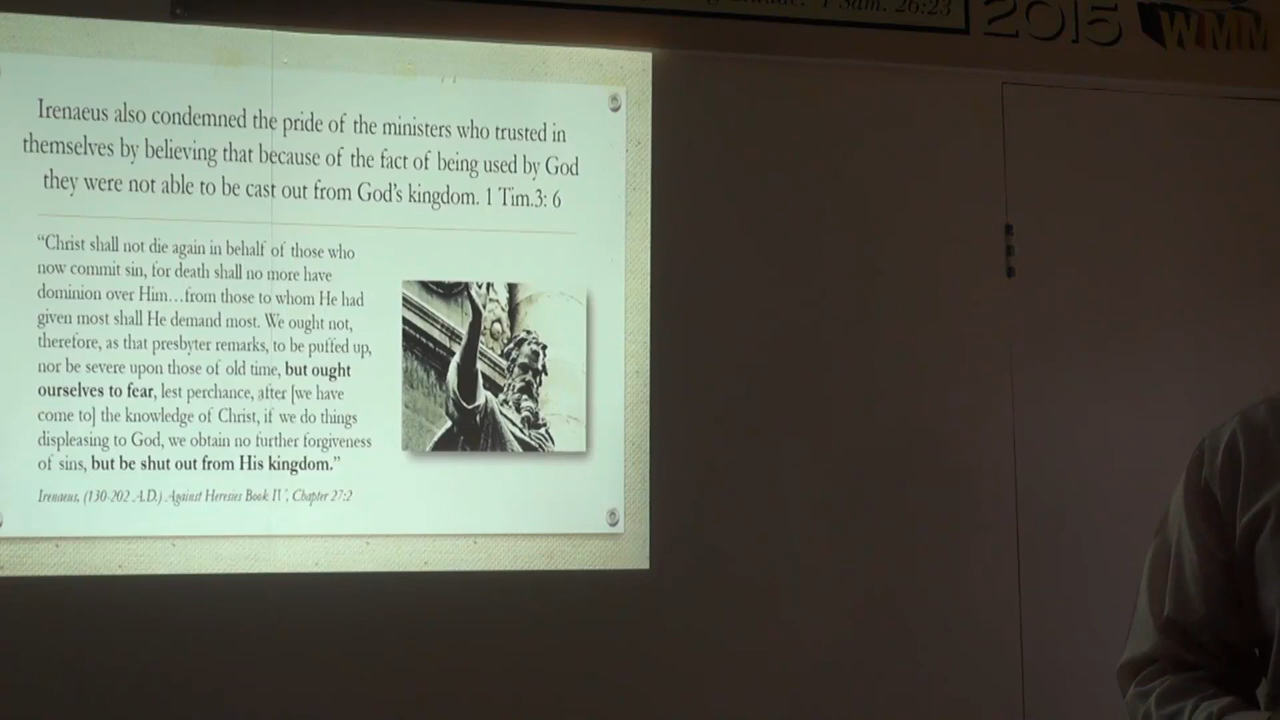 1 Sam. 26:23
2015
WMM
Irenaeus also condemned the pride of the ministers who trusted in
themselves by believing that because of the fact of being used by God
they were not able to be cast out from God's kingdom. 1 Tim.3: 6
“Christ shall not die again in behalf of those who
now commit sin, for death shall no more have
dominion over Him…from those to whom He had
given most shall He demand most. We ought not,
therefore, as that presbyter remarks, to be puffed up,
nor be severe upon those of old time, but ought
ourselves to fear, lest perchance, after [we have
come to] the knowledge of Christ, if we do things
displeasing to God, we obtain no further forgiveness
of sins, but be shut out from His kingdom.”
Irenaeus, (130-202 A.D.) Against Heresies Book IV, Chapter 27:2